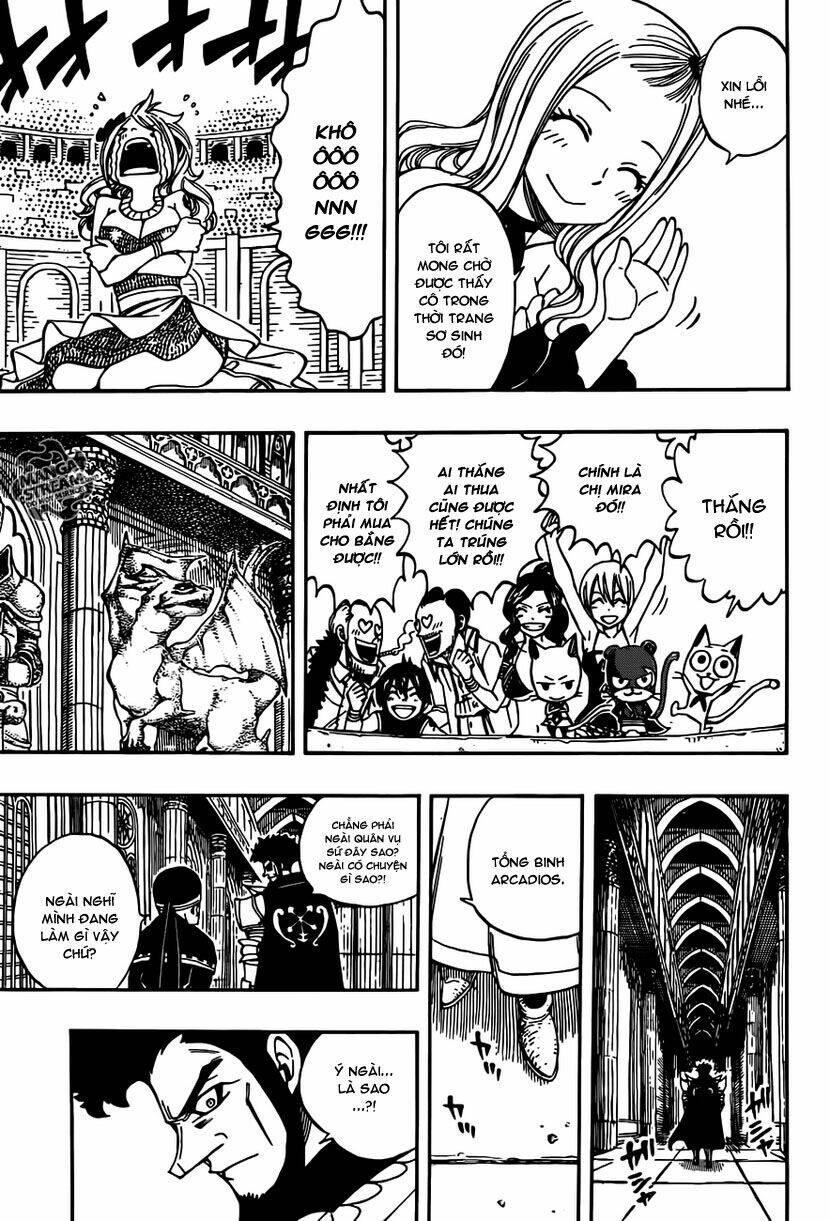 XIN LỖI
NHÉ...
TÔI RẤT
MONG CHỜ
ĐƯỢC THẤY
CÔ TRONG
THỜI TRANG
SƠ SINH
ĐÓ!
KHÔ
ÔÔÔ
ÔÔÔ
NNN
GGG!!!
THẮNG
RỒI!!
CHÍNH LÀ
CHỊ MIRA
ĐÓ!!
AI THẮNG
AI THUA
CŨNG ĐƯỢC
HẾT! CHÚNG
TA TRÚNG
LỚN RỒI!!
NHẤT
ĐỊNH TÔI
PHẢI MUA
CHO BẰNG
ĐƯỢC!!
MANGA
STREAM
TỔNG BINH
ARCADIOS.
CHẲNG PHẢI
NGÀI QUÂN VỤ
SỨ ĐÂY SAO?
NGÀI CÓ CHUYỆN
GÌ SAO?!
NGÀI NGHĨ
MÌNH ĐANG
LÀM GÌ VẬY
CHỨ?
Ý NGÀI...
LÀ SAO
...?!